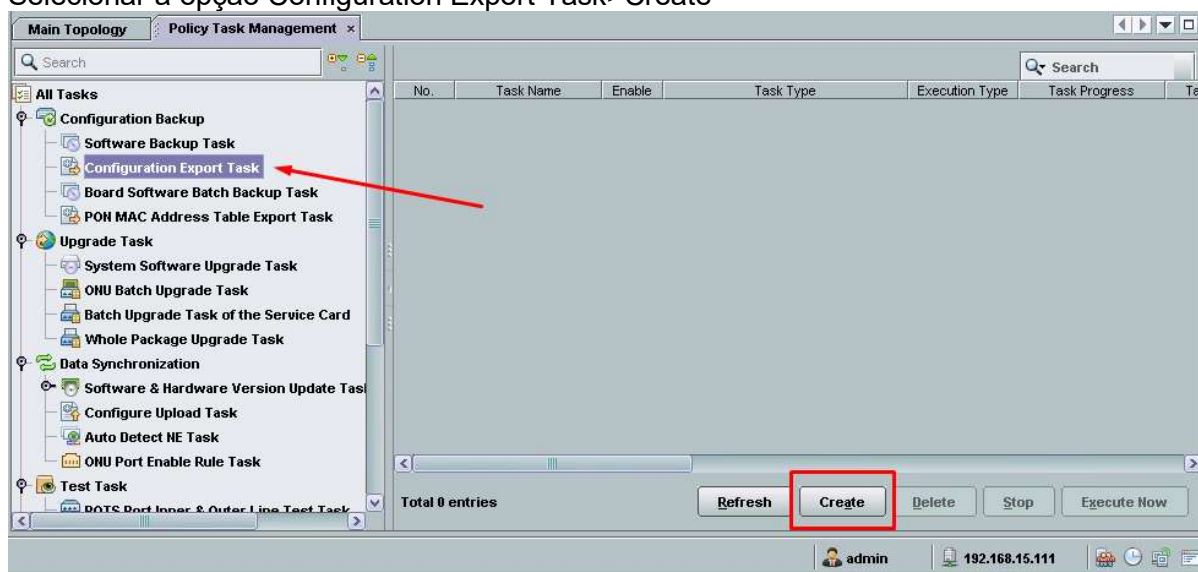 Selecionar a opção Configuration Export Task> Create
Main Topology
Policy Task Management ×
Search
Search
All Tasks
No. Task Name Enable Task Type Execution Type Task Progress Ta
Configuration Backup
Software Backup Task
Configuration Export Task
Board Software Batch Backup Task
PON MAC Address Table Export Task
Upgrade Task
System Software Upgrade Task
ONU Batch Upgrade Task
Batch Upgrade Task of the Service Card
Whole Package Upgrade Task
Data Synchronization
Software & Hardware Version Update Tas
Configure Upload Task
Auto Detect NE Task
ONU Port Enable Rule Task
Test Task
POTS Port Inner & Outer Line Test Task
Total 0 entries
Refresh Create Delete Stop Execute Now
admin 192.168.15.111